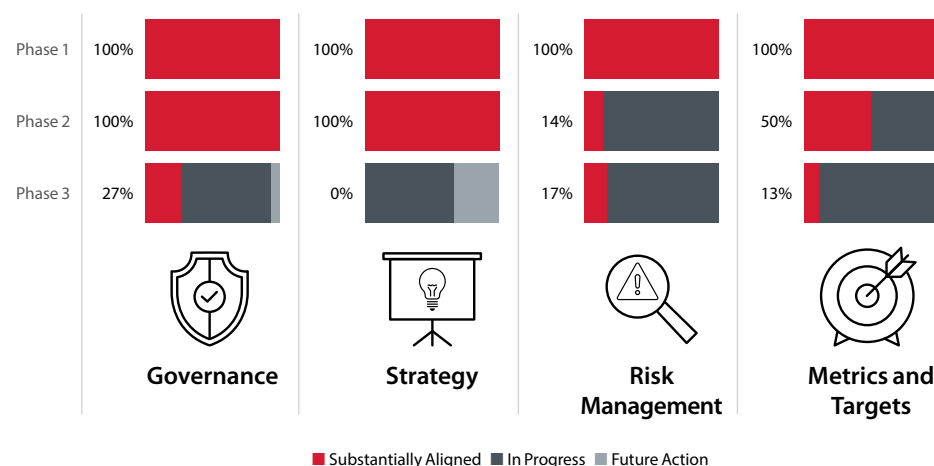 Phase 1 100% 100% 100% 100%
Phase 2 100% 100% 14% 50%
Phase 3 27% 0% 17% 13%
Governance Strategy Risk Management Metrics and Targets
Substantially Aligned In Progress Future Action